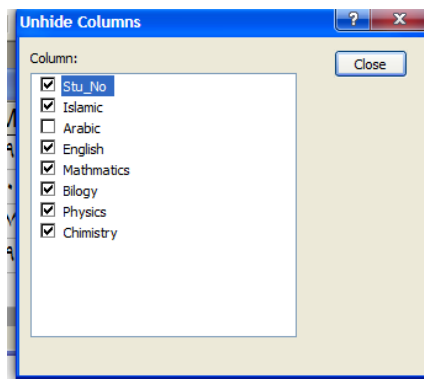 Unhide Columns
?
X
Column:
Close
Stu_No
Islamic
Arabic
English
Mathmatics
Bilogy
Physics
Chimistry